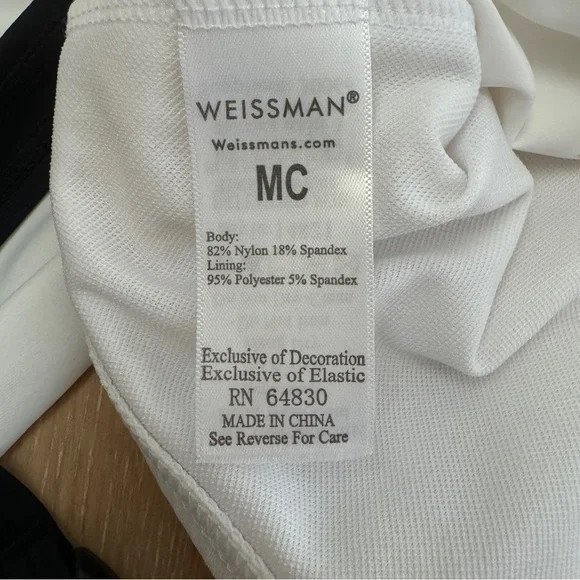 WEISSMAN®
Weissmans.com
MC
Body:
82% Nylon 18% Spandex
Lining:
95% Polyester 5% Spandex
Exclusive of Decoration
Exclusive of Elastic
RN 64830
MADE IN CHINA
See Reverse For Care